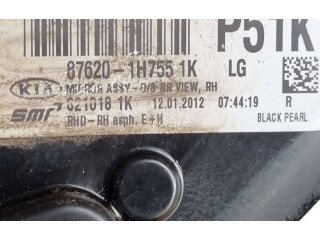 P51K
87620-1H755 1K LG
KIA MIRROR ASSY-O/S RR VIEW, RH
SMR 621018 1K 12.01.2012 07:44:19 R
RHD-RH asph. E+H BLACK PEARL